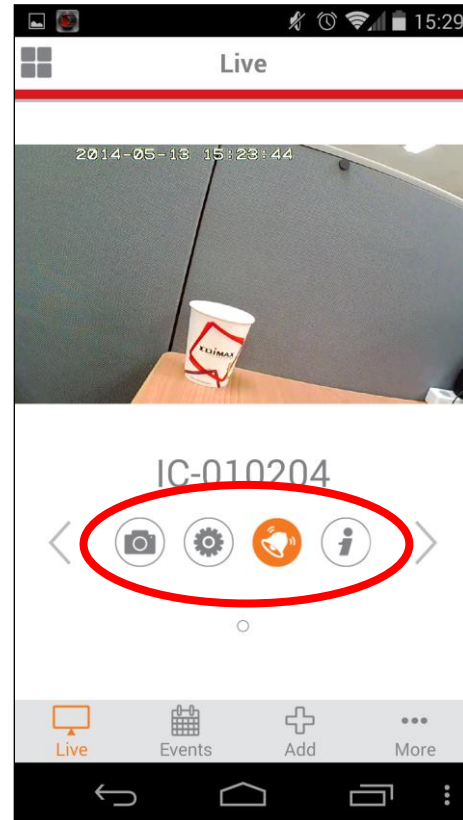 15:29
Live
2014-05-13 15:23:44
EDIMAX
IC-010204
Live Events Add More